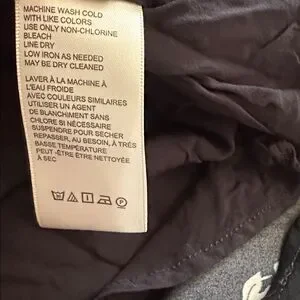 MACHINE WASH COLD
WITH LIKE COLORS
USE ONLY NON-CHLORINE
BLEACH
LINE DRY
LOW IRON AS NEEDED
MAY BE DRY CLEANED
LAVER À LA MACHINE À
L'EAU FROIDE
AVEC COULEURS SIMILAIRES
UTILISER UN AGENT
DE BLANCHIMENT SANS
CHLORE SI NÉCESSAIRE
SUSPENDRE POUR SÉCHER
REPASSER, AU BESOIN, À TRÈS
BASSE TEMPÉRATURE
PEUT -ÊTRE ÊTRE NETTOYÉE
À SEC